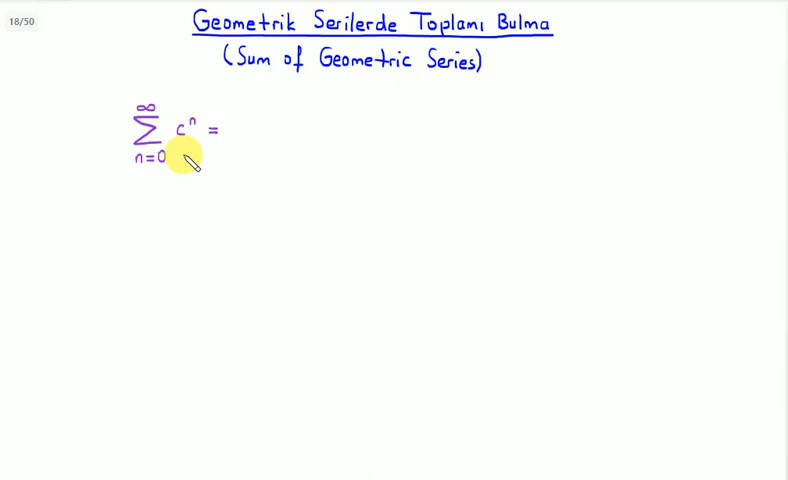 18/50
Geometrik Serilerde Toplamı Bulma
(Sum of Geometric Series)
∞
∑ cⁿ =
n=0